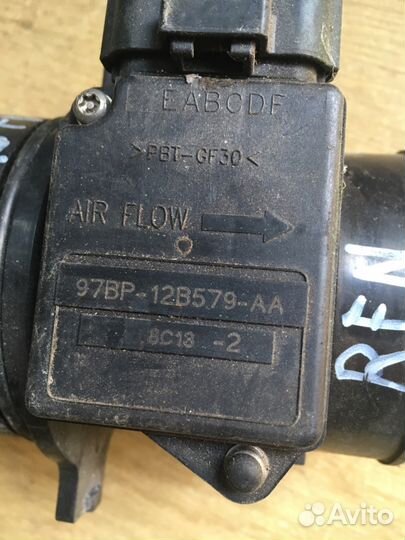 EABCDF
>PBT-GF30<
AIR FLOW
97BP-12B579-AA
8C13 -2
REN
Avito